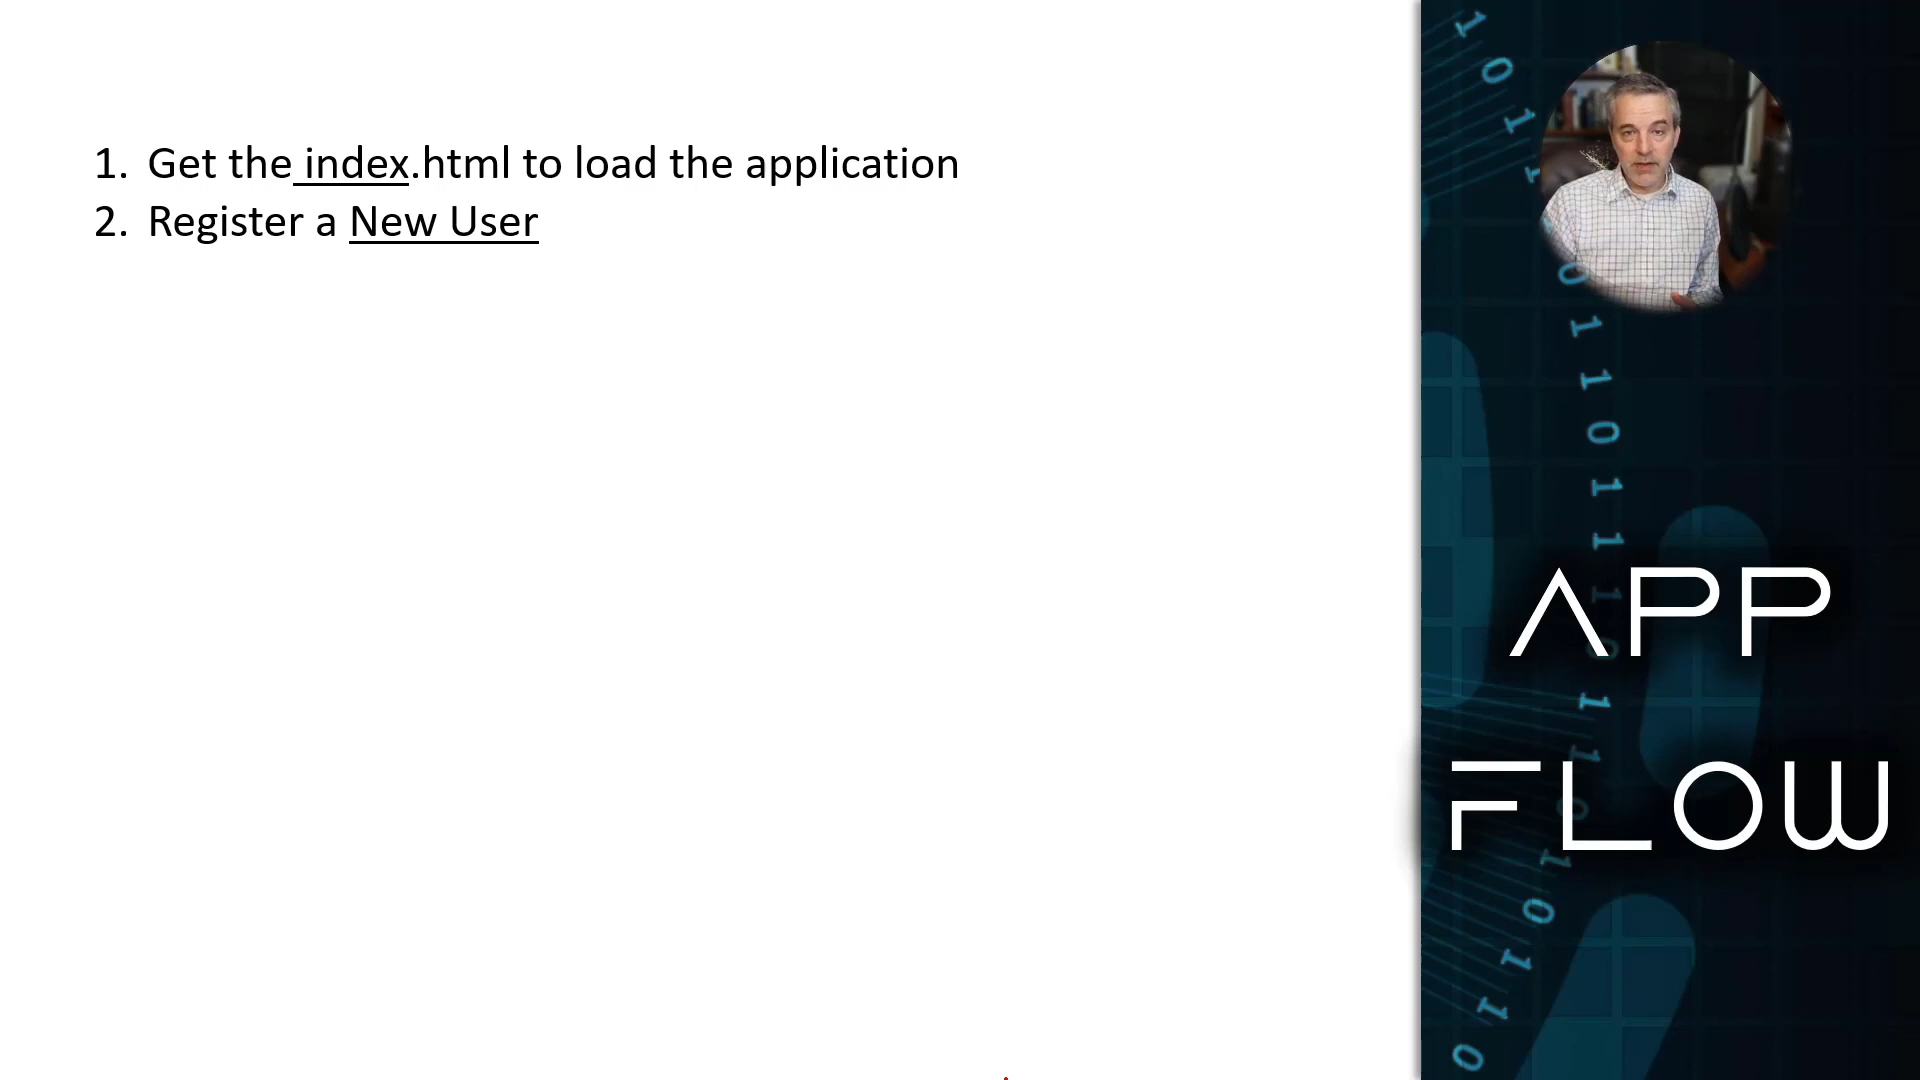 1. Get the index.html to load the application
2. Register a New User
APP
FLOW